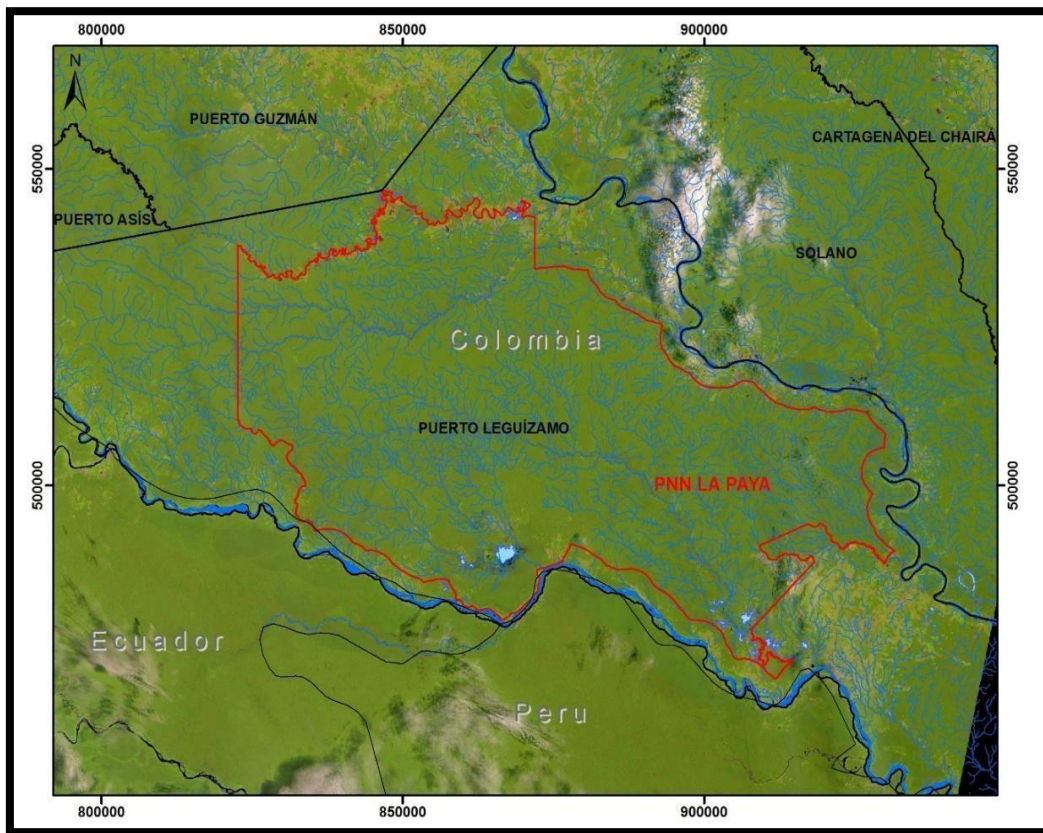 800000 850000 900000
N
PUERTO GUZMÁN
CARTAGENA DEL CHAIRÁ
550000 550000
PUERTO ASÍS
SOLANO
Colombia
PUERTO LEGUÍZAMO
500000 PNN LA PAYA 500000
Ecuador
Peru
800000 850000 900000